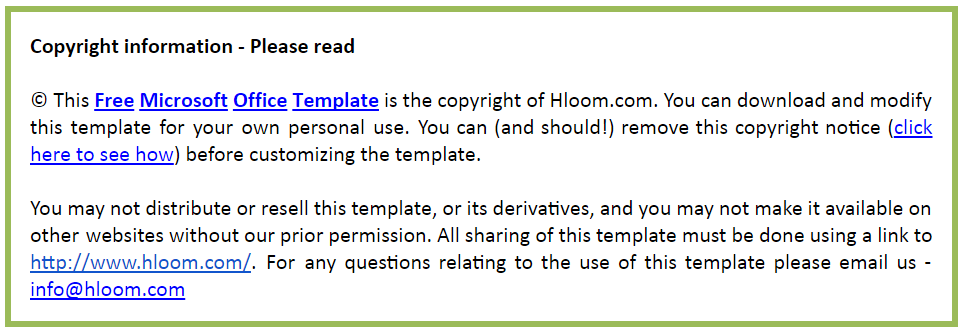 Copyright information - Please read
© This Free Microsoft Office Template is the copyright of Hloom.com. You can download and modify
this template for your own personal use. You can (and should!) remove this copyright notice (click
here to see how) before customizing the template.
You may not distribute or resell this template, or its derivatives, and you may not make it available on
other websites without our prior permission. All sharing of this template must be done using a link to
http://www.hloom.com/. For any questions relating to the use of this template please email us -
info@hloom.com